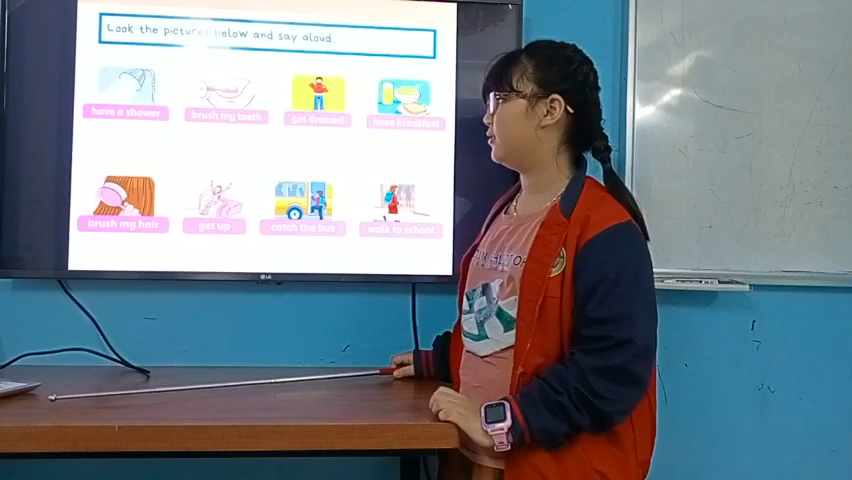 Look the pictures below and say aloud
have a shower
brush my teeth
get dressed
have breakfast
brush my hair
get up
catch the bus
walk to school
LG